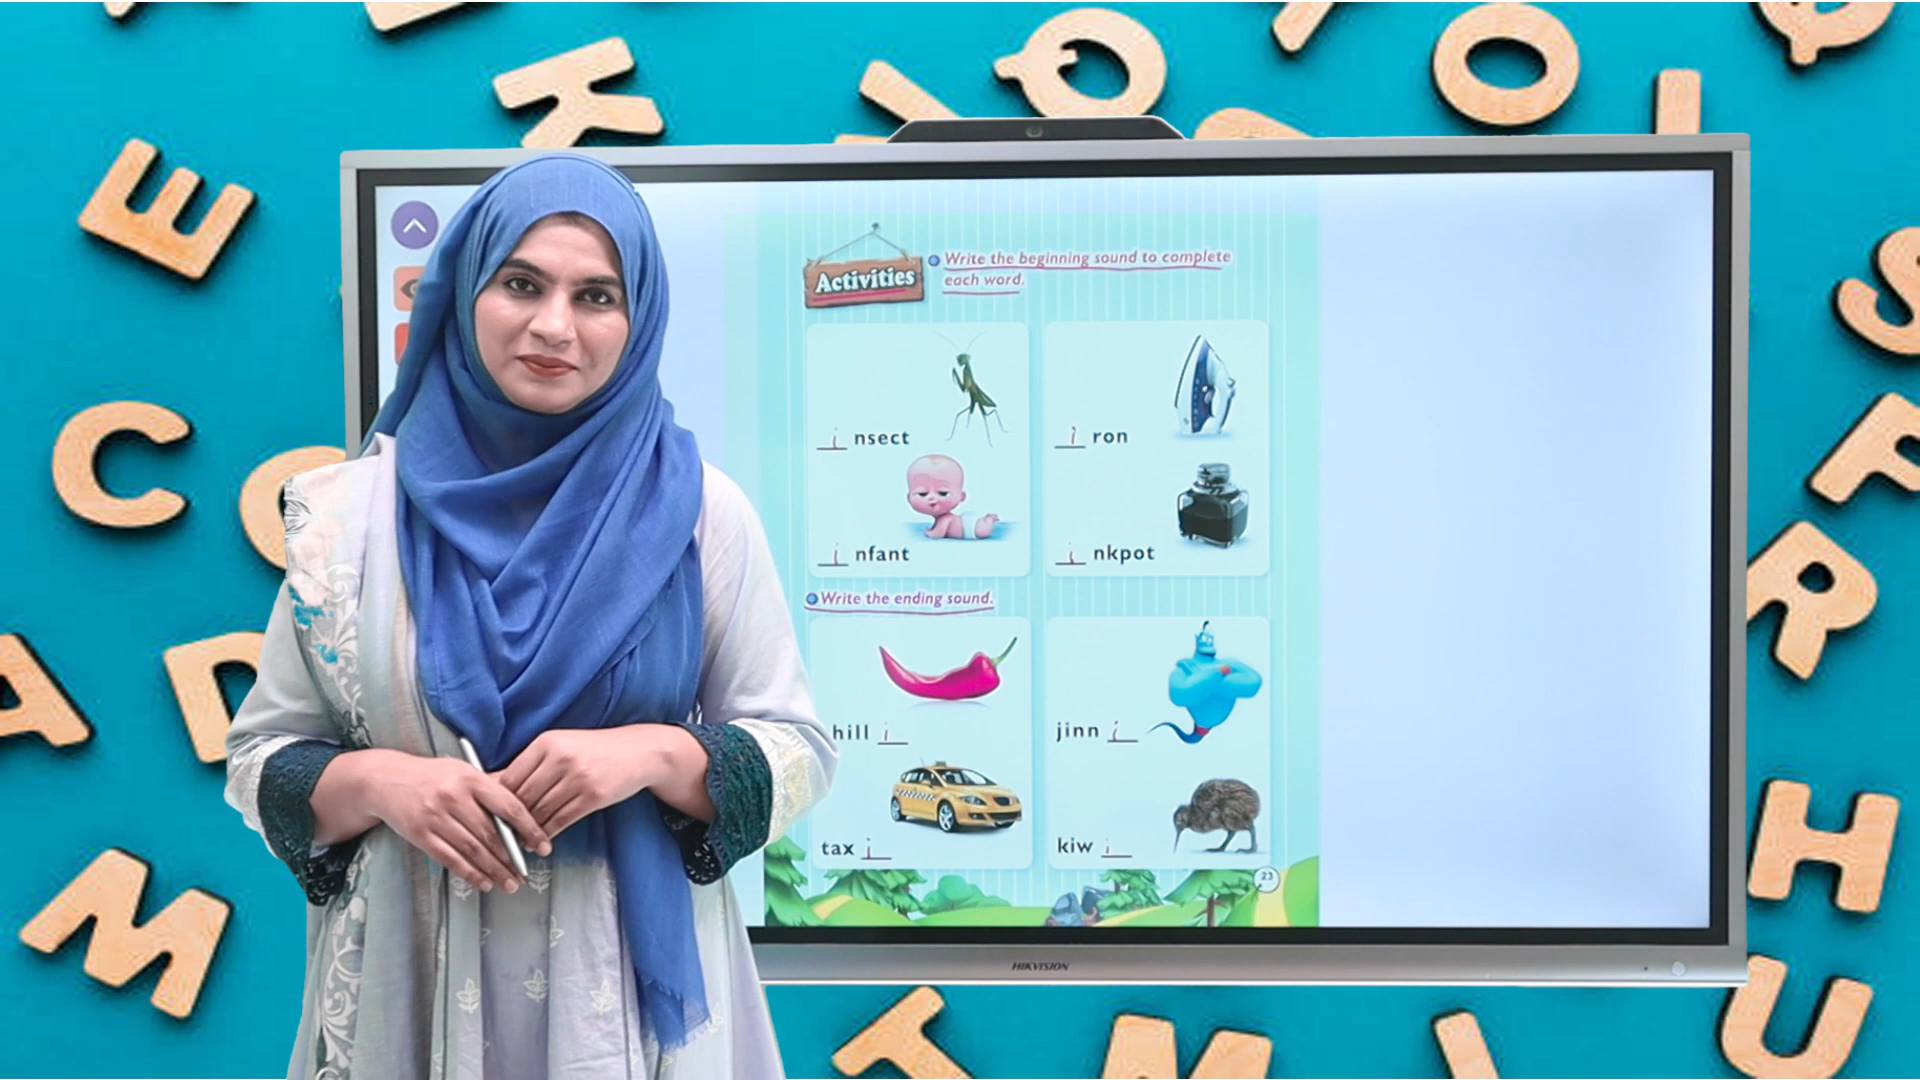 Activities
Write the beginning sound to complete
each word.
i nsect
i ron
i nfant
i nkpot
Write the ending sound.
hill i
jinn i
tax i
kiw i
23
HIKVISION
E
K
Q
O
C
A
D
M
S
P
R
H
U
T
M
I